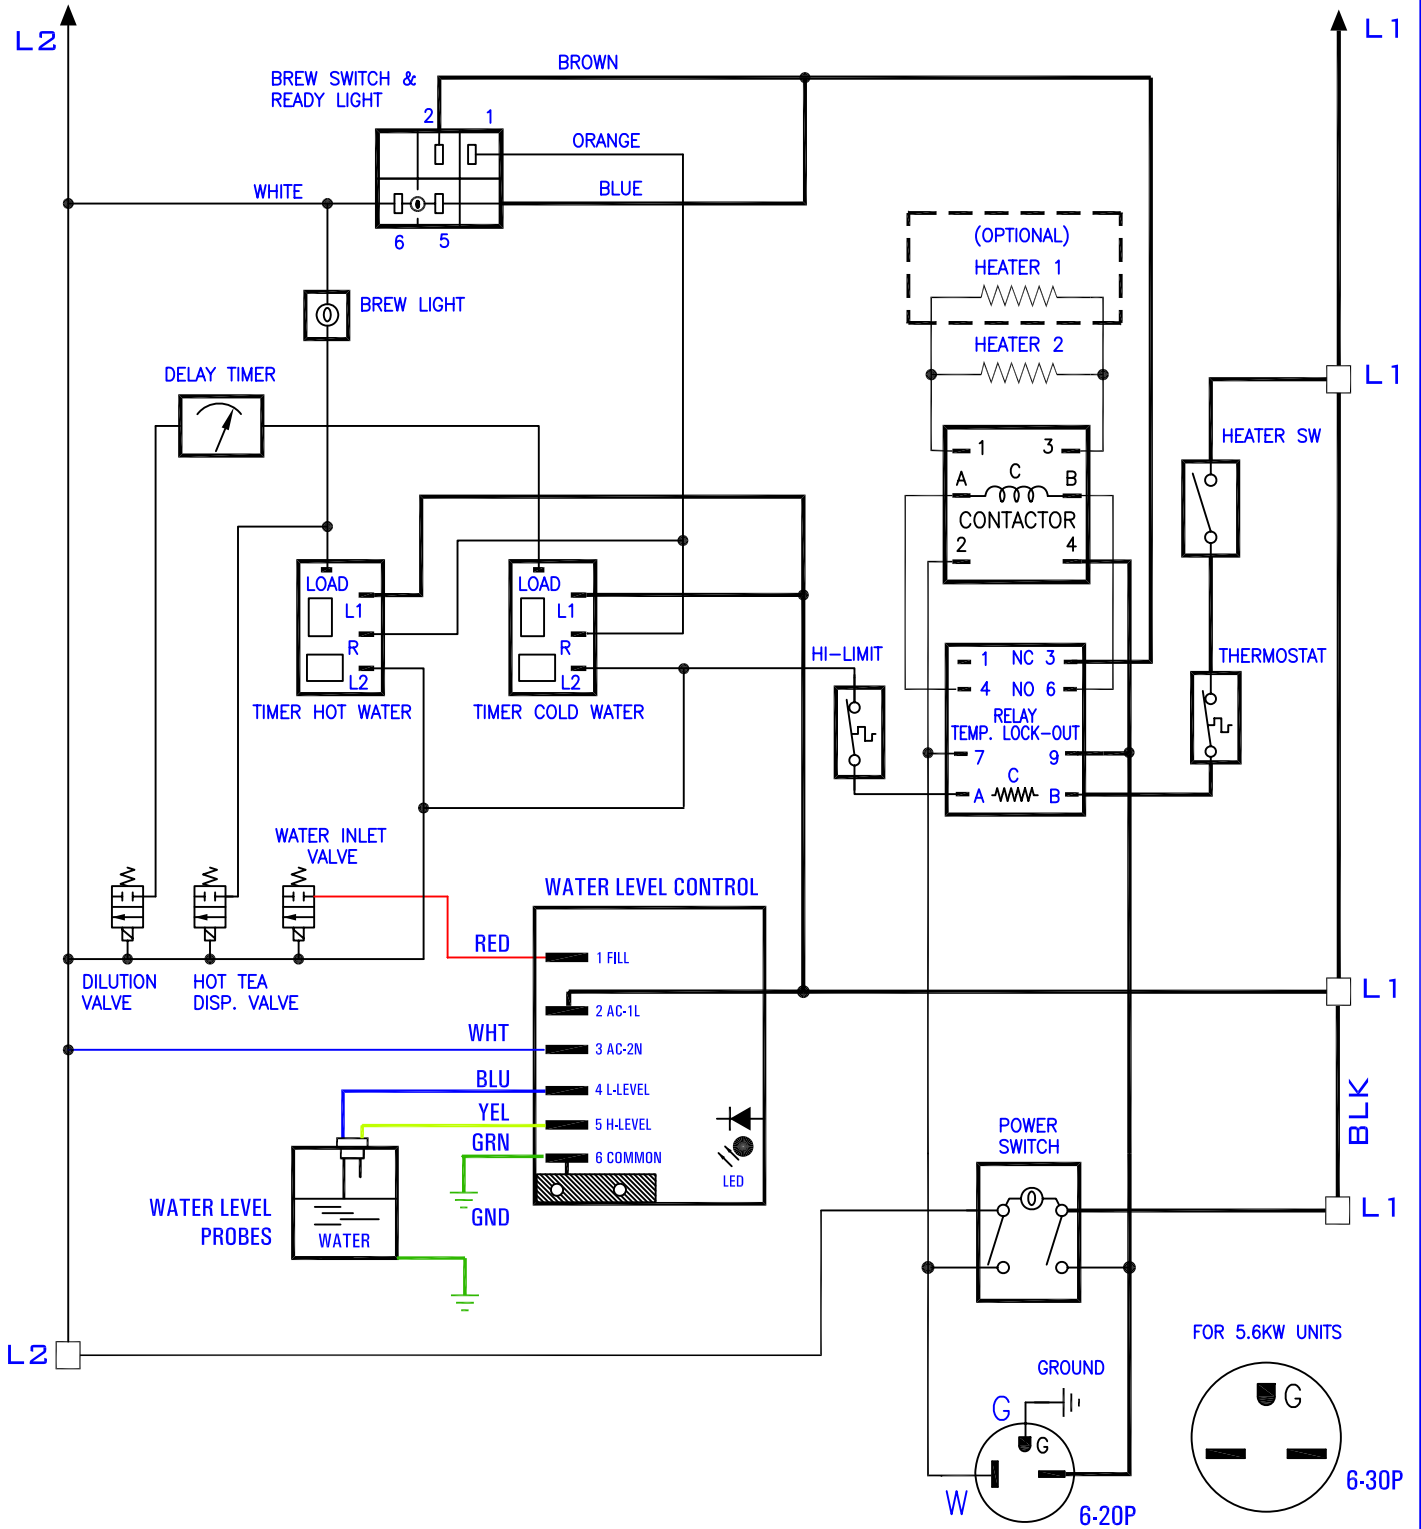 L2
L1
BROWN
BREW SWITCH &
READY LIGHT
2
1
ORANGE
WHITE
BLUE
6
5
(OPTIONAL)
HEATER 1
BREW LIGHT
HEATER 2
DELAY TIMER
L1
HEATER SW
1
3
A
C
B
CONTACTOR
2
4
LOAD
L1
R
L2
TIMER HOT WATER
LOAD
L1
R
L2
TIMER COLD WATER
HI-LIMIT
1 NC 3
4 NO 6
RELAY
TEMP. LOCK-OUT
7
9
C
A
B
THERMOSTAT
WATER INLET
VALVE
WATER LEVEL CONTROL
RED
1 FILL
DILUTION
VALVE
HOT TEA
DISP. VALVE
2 AC-1L
L1
WHT
3 AC-2N
BLU
4 L-LEVEL
YEL
5 H-LEVEL
GRN
6 COMMON
LED
GND
BLK
POWER
SWITCH
WATER LEVEL
PROBES
WATER
L1
L2
FOR 5.6KW UNITS
GROUND
G
G
W
6-20P
G
6-30P